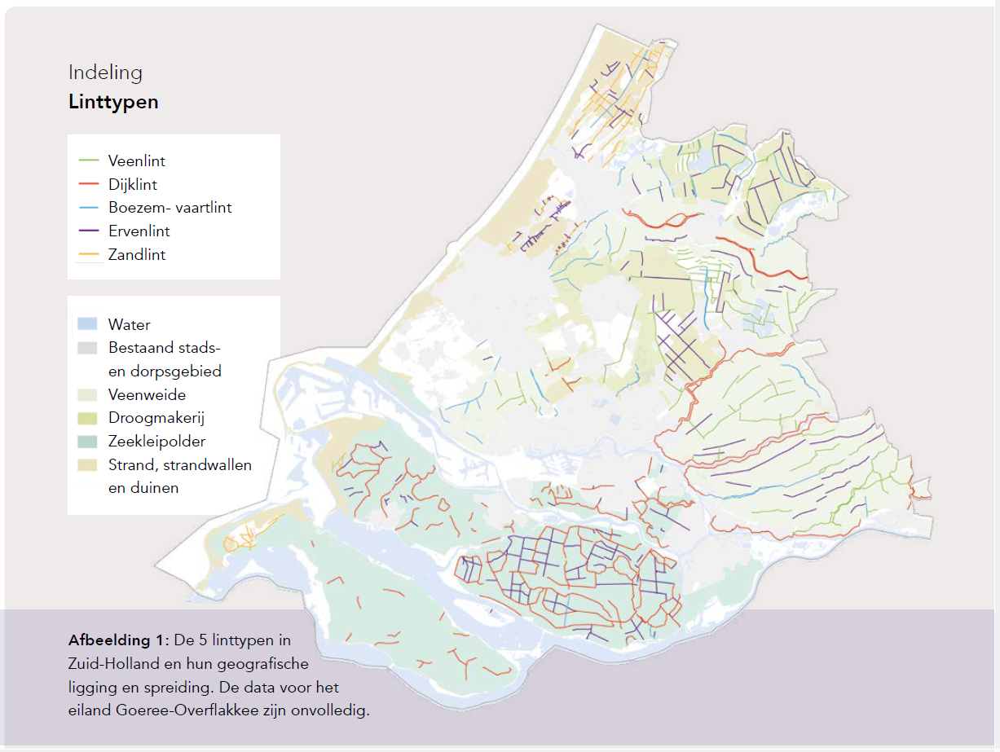 Indeling
Linttypen
Veenlint
Dijklint
Boezem- vaartlint
Ervenlint
Zandlint
Water
Bestaand stads-
en dorpsgebied
Veenweide
Droogmakerij
Zeekleipolder
Strand, strandwallen
en duinen
Afbeelding 1: De 5 linttypen in
Zuid-Holland en hun geografische
ligging en spreiding. De data voor het
eiland Goeree-Overflakkee zijn onvolledig.